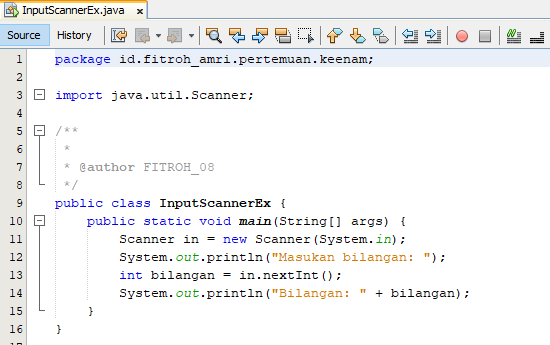 InputScannerEx.java
Source History
1 package id.fitroh_amri.pertemuan.keenam;
2
3 import java.util.Scanner;
4
5 /**
6 *
7 * @author FITROH_08
8 */
9 public class InputScannerEx {
10 public static void main(String[] args) {
11 Scanner in = new Scanner(System.in);
12 System.out.println("Masukan bilangan: ");
13 int bilangan = in.nextInt();
14 System.out.println("Bilangan: " + bilangan);
15 }
16 }